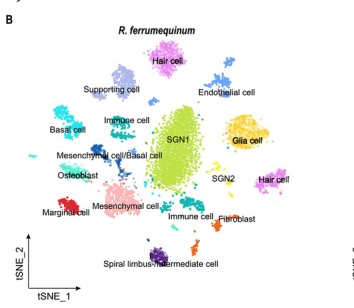 B
R. ferrumequinum
Hair cell
Supporting cell
Endothelial cell
Immune cell
Basal cell
SGN1
Glia cell
Mesenchymal cell/Basal cell
Osteoblast
SGN2
Hair cell
Mesenchymal cell
Marginal cell
Immune cell
Fibroblast
Spiral limbus/Intermediate cell
tSNE_2
tSNE_1